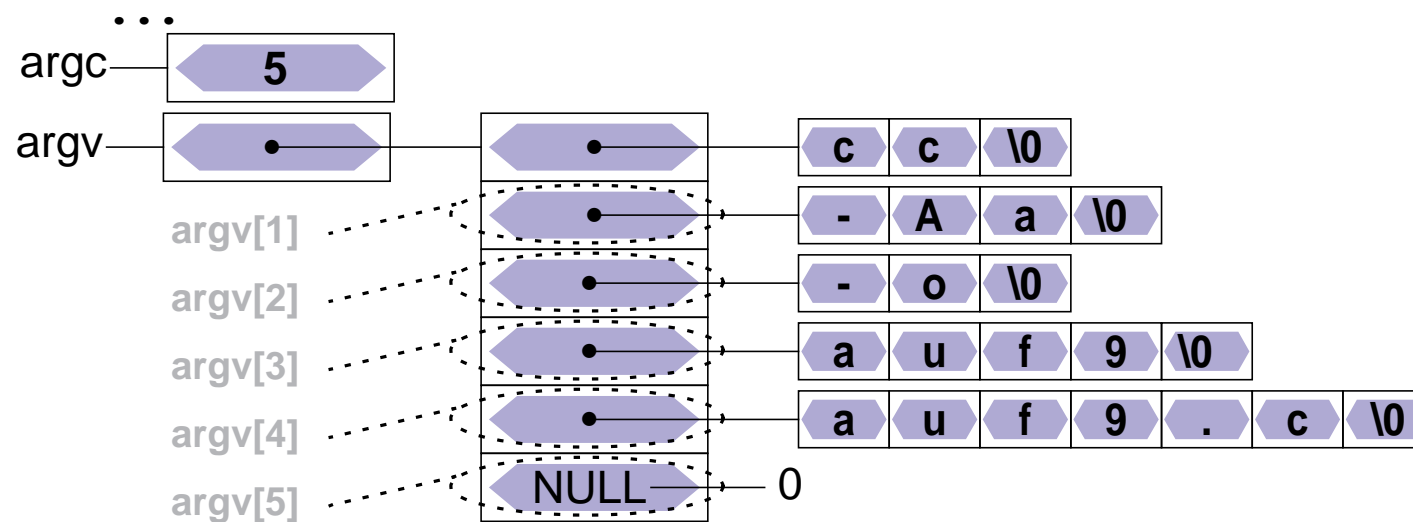 ...
argc 5
argv c c \0
argv[1] - A a \0
argv[2] - o \0
argv[3] a u f 9 \0
argv[4] a u f 9 . c \0
argv[5] NULL 0